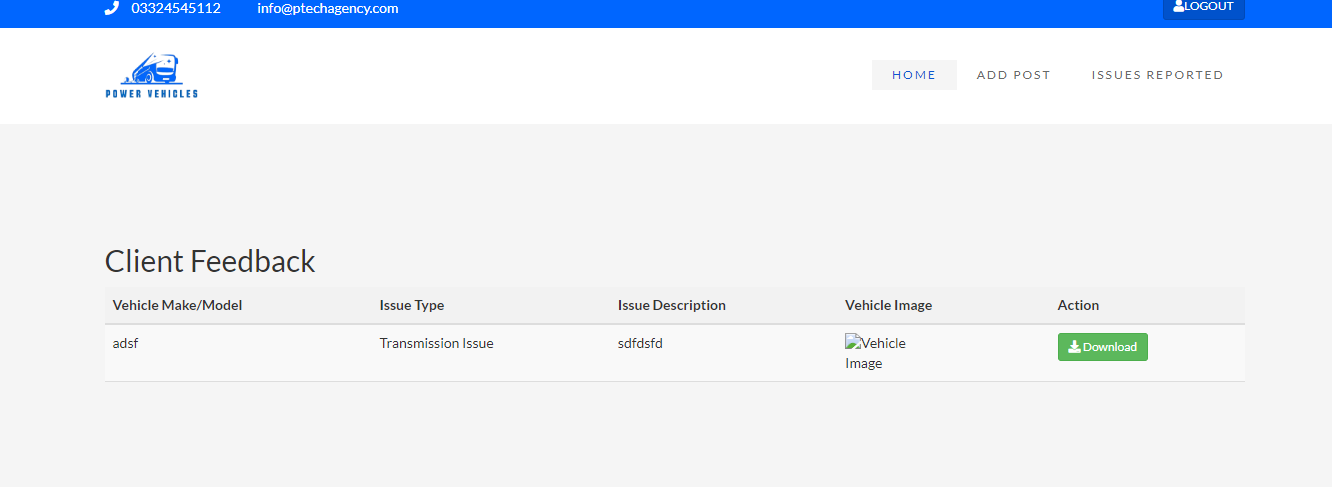 03324545112 info@ptechagency.com LOGOUT
POWER VEHICLES
HOME ADD POST ISSUES REPORTED
Client Feedback
Vehicle Make/Model Issue Type Issue Description Vehicle Image Action
adsf Transmission Issue sdfdsfd Vehicle Download
Image